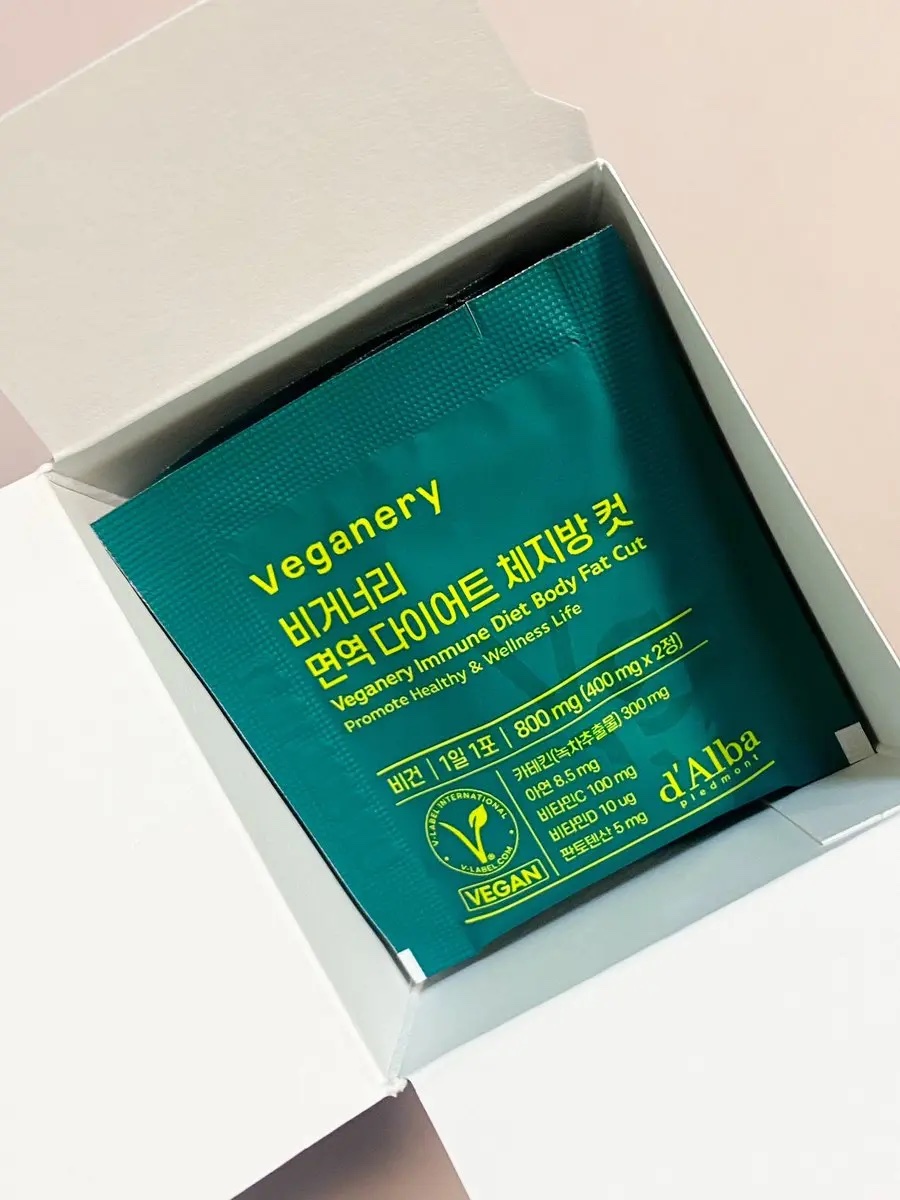 Veganery
비거너리
면역 다이어트 체지방 컷
Veganery Immune Diet Body Fat Cut
Promote Healthy & Wellness Life
비건 | 1일 1포 | 800 mg (400 mg x 2정)
V-LABEL INTERNATIONAL
V-LABEL.COM
®
VEGAN
카테킨(녹차추출물) 300 mg
아연 8.5 mg
비타민C 100 mg
비타민D 10 ug
판토텐산 5 mg
d'Alba
piedmont
Vg